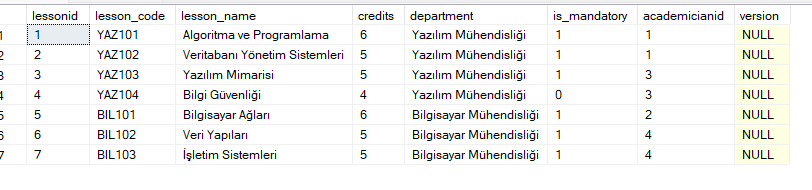 lessonid lesson_code lesson_name credits department is_mandatory academicianid version
1 1 YAZ101 Algoritma ve Programlama 6 Yazılım Mühendisliği 1 1 NULL
2 2 YAZ102 Veritabanı Yönetim Sistemleri 5 Yazılım Mühendisliği 1 1 NULL
3 3 YAZ103 Yazılım Mimarisi 5 Yazılım Mühendisliği 1 3 NULL
4 4 YAZ104 Bilgi Güvenliği 4 Yazılım Mühendisliği 0 3 NULL
5 5 BIL101 Bilgisayar Ağları 6 Bilgisayar Mühendisliği 1 2 NULL
6 6 BIL102 Veri Yapıları 5 Bilgisayar Mühendisliği 1 4 NULL
7 7 BIL103 İşletim Sistemleri 5 Bilgisayar Mühendisliği 1 4 NULL